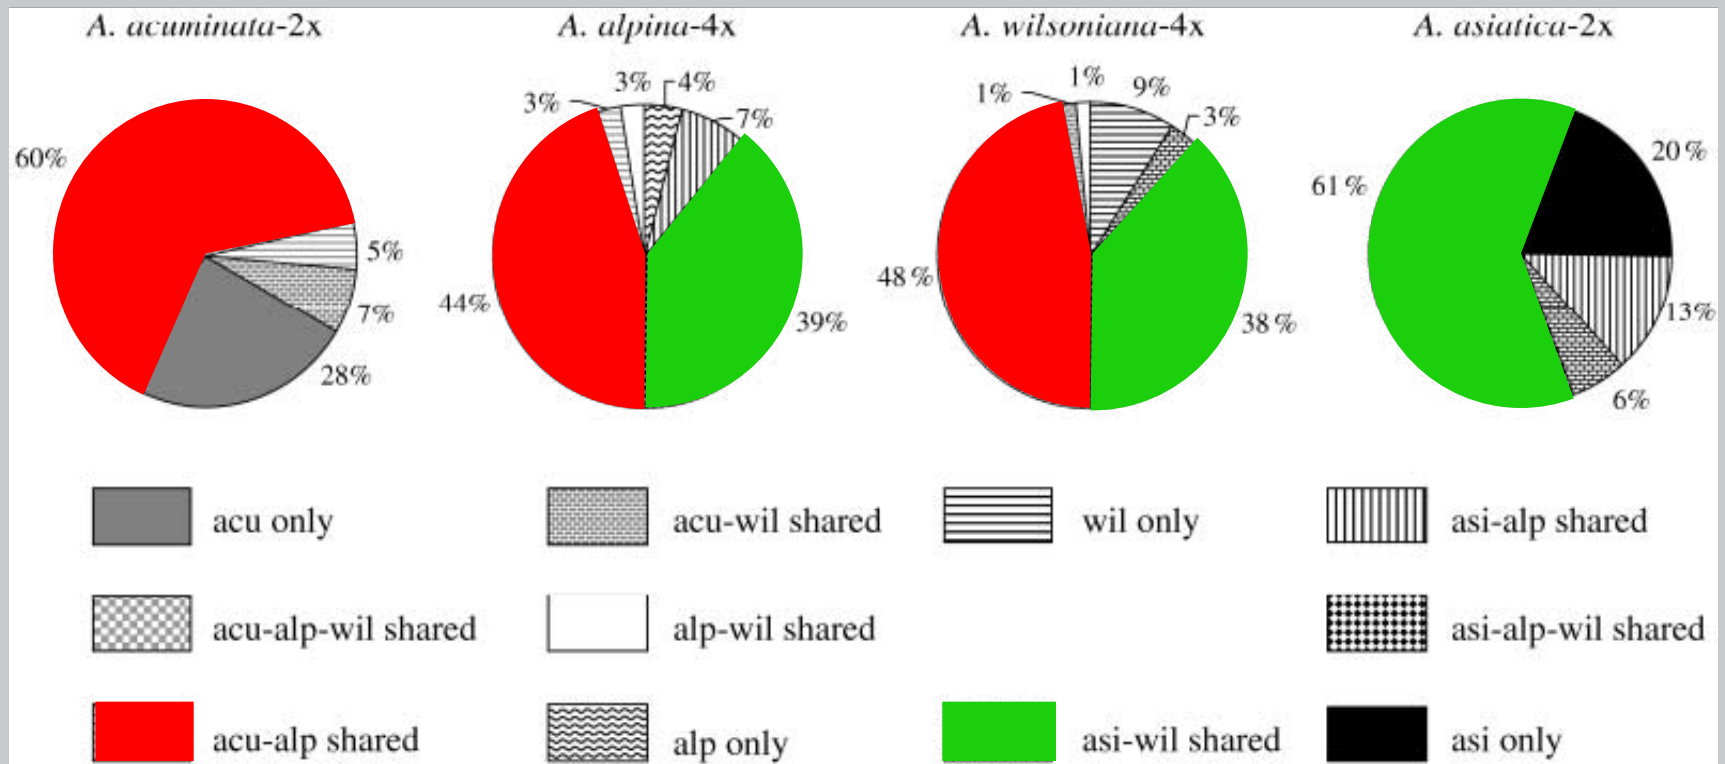 A. acuminata-2x A. alpina-4x A. wilsoniana-4x A. asiatica-2x
60% 5% 7% 28%
3% 3% 4% 7% 44% 39%
1% 1% 9% 3% 48% 38%
61% 20% 13% 6%
acu only acu-wil shared wil only asi-alp shared
acu-alp-wil shared alp-wil shared asi-alp-wil shared
acu-alp shared alp only asi-wil shared asi only